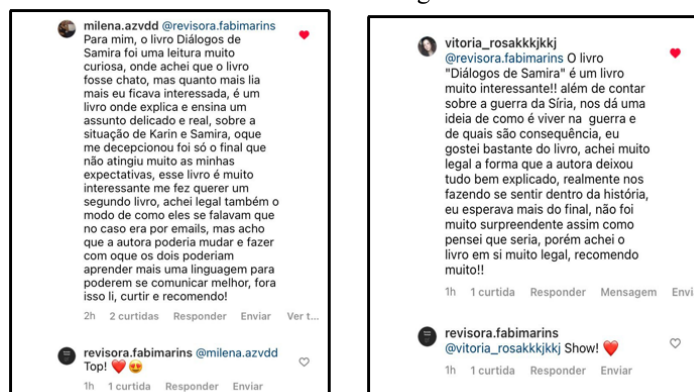 milena.azvdd @revisora.fabimarins
Para mim, o livro Diálogos de
Samira foi uma leitura muito
curiosa, onde achei que o livro
fosse chato, mas quanto mais lia
mais eu ficava interessada, é um
livro onde explica e ensina um
assunto delicado e real, sobre a
situação de Karin e Samira, oque
me decepcionou foi só o final que
não atingiu muito as minhas
expectativas, esse livro é muito
interessante me fez querer um
segundo livro, achei legal também o
modo de como eles se falavam que
no caso era por emails, mas acho
que a autora poderia mudar e fazer
com oque os dois poderiam
aprender mais uma linguagem para
poderem se comunicar melhor, fora
isso li, curtir e recomendo!
2h 2 curtidas Responder Enviar Ver t...
revisora.fabimarins @milena.azvdd
Top! ❤️😍
1h 1 curtida Responder Enviar
vitoria_rosakkkjkkj
@revisora.fabimarins O livro
"Diálogos de Samira" é um livro
muito interessante!! além de contar
sobre a guerra da Síria, nos dá uma
ideia de como é viver na guerra e
de quais são consequência, eu
gostei bastante do livro, achei muito
legal a forma que a autora deixou
tudo bem explicado, realmente nos
fazendo se sentir dentro da história,
eu esperava mais do final, não foi
muito surpreendente assim como
pensei que seria, porém achei o
livro em si muito legal, recomendo
muito!!
1h 1 curtida Responder Mensagem Envi
revisora.fabimarins
@vitoria_rosakkkjkkj Show! ❤️
1h 1 curtida Responder Enviar